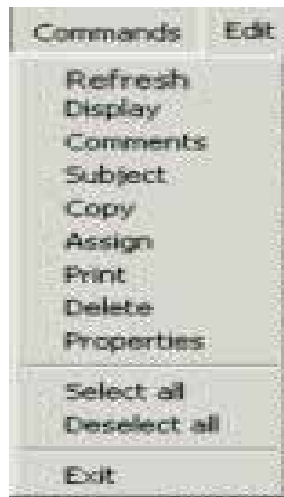 Commands Edit
Refresh
Display
Comments
Subject
Copy
Assign
Print
Delete
Properties
Select all
Deselect all
Exit